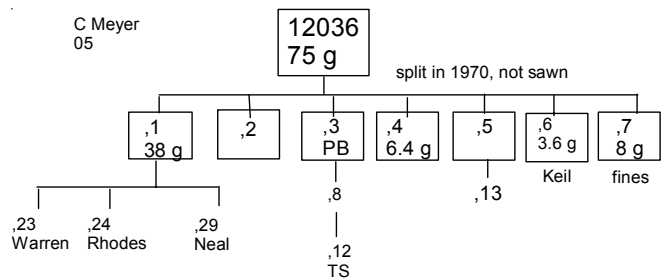 C Meyer
05
12036
75 g
split in 1970, not sawn
,1
38 g
,2
,3
PB
,4
6.4 g
,5
,6
3.6 g
,7
8 g
Keil
fines
,8
,13
,23
Warren
,24
Rhodes
,29
Neal
,12
TS